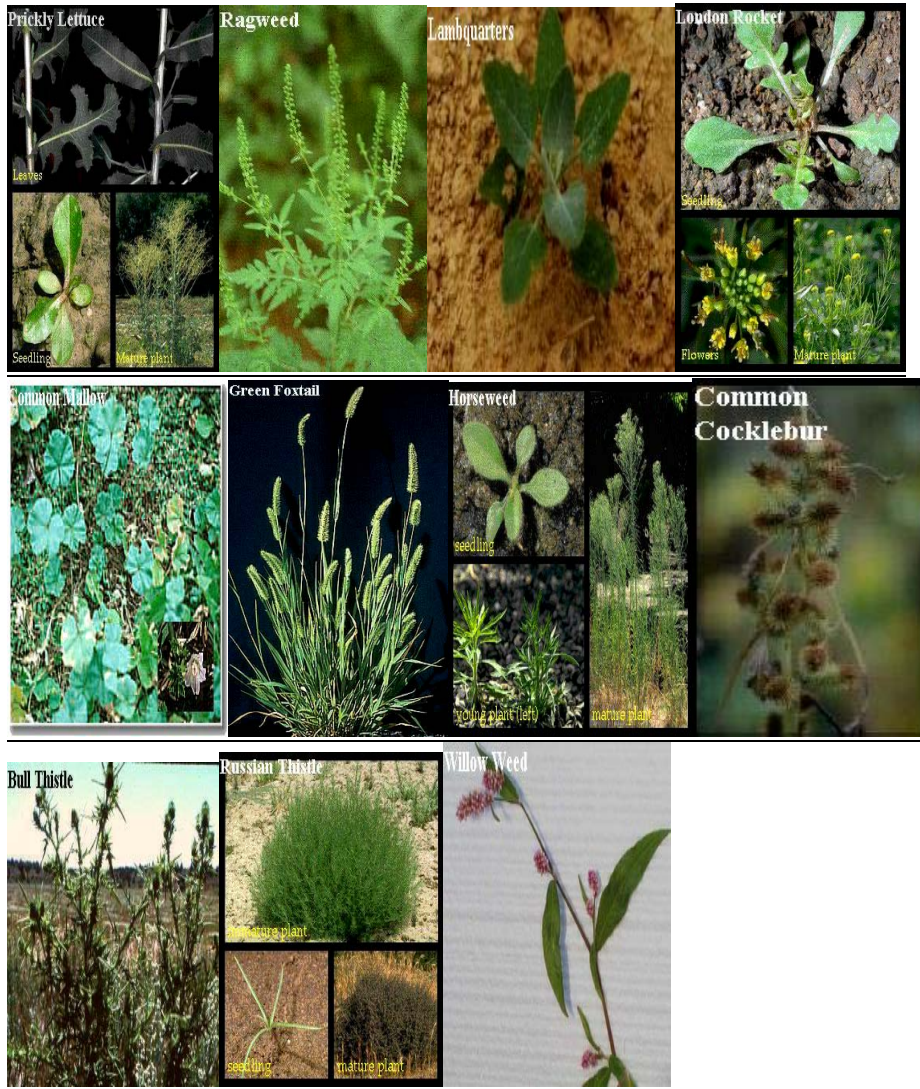 Prickly Lettuce
Leaves
Seedling
Mature plant
Ragweed
Lambquarters
London Rocket
Seedling
Flowers
Mature plant
Common Mallow
Green Foxtail
Horseweed
seedling
young plant (left)
mature plant
Common
Cocklebur
Bull Thistle
Russian Thistle
immature plant
seedling
mature plant
Willow Weed